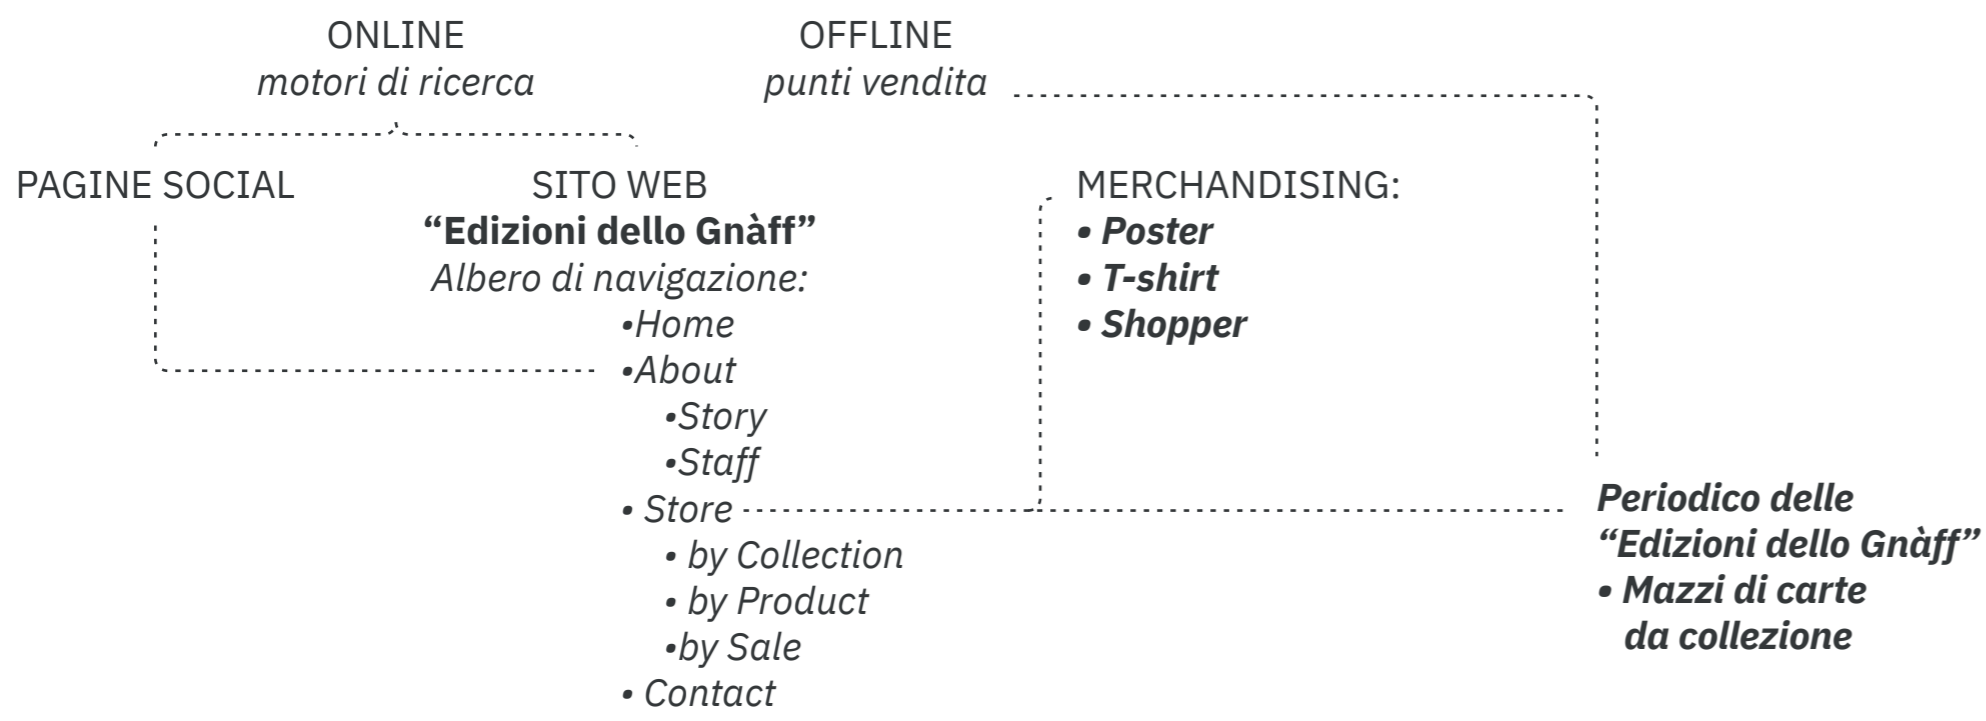 ONLINE
motori di ricerca
OFFLINE
punti vendita
PAGINE SOCIAL
SITO WEB
“Edizioni dello Gnàff”
Albero di navigazione:
•Home
•About
•Story
•Staff
• Store
• by Collection
• by Product
•by Sale
• Contact
MERCHANDISING:
• Poster
• T-shirt
• Shopper
Periodico delle
“Edizioni dello Gnàff”
• Mazzi di carte
da collezione